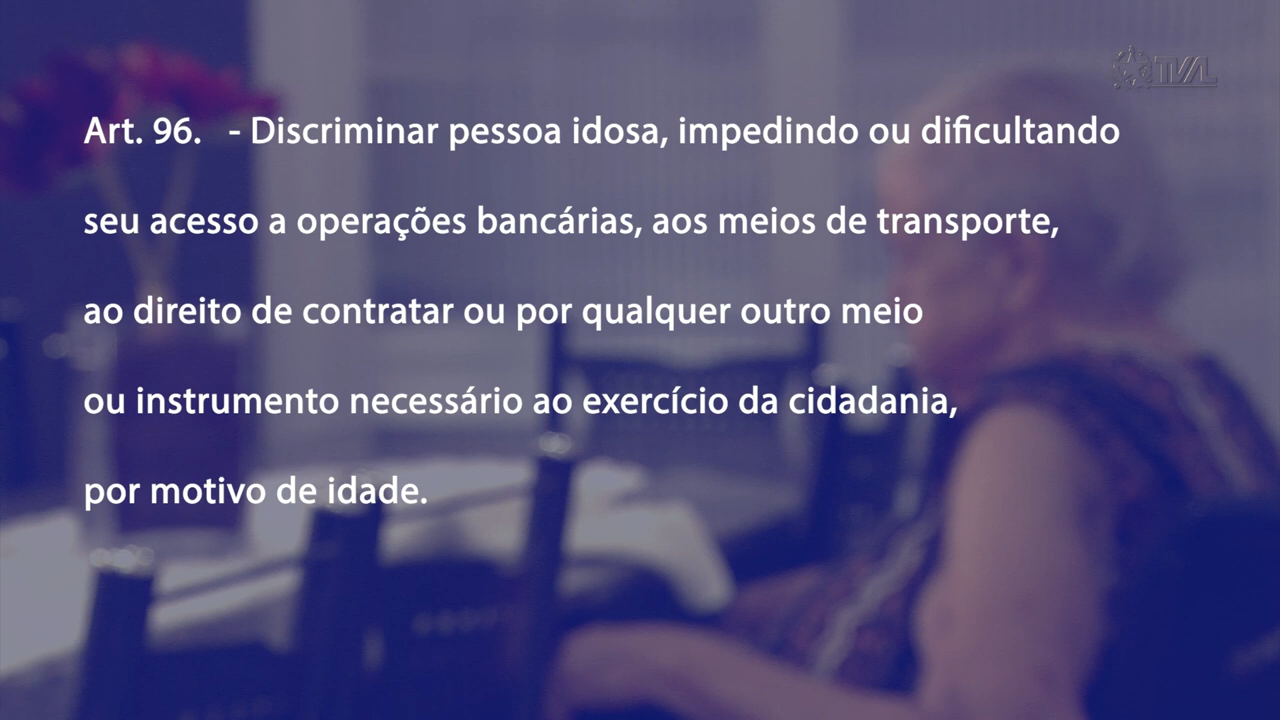 TVAL
Art. 96.   - Discriminar pessoa idosa, impedindo ou dificultando
seu acesso a operações bancárias, aos meios de transporte,
ao direito de contratar ou por qualquer outro meio
ou instrumento necessário ao exercício da cidadania,
por motivo de idade.